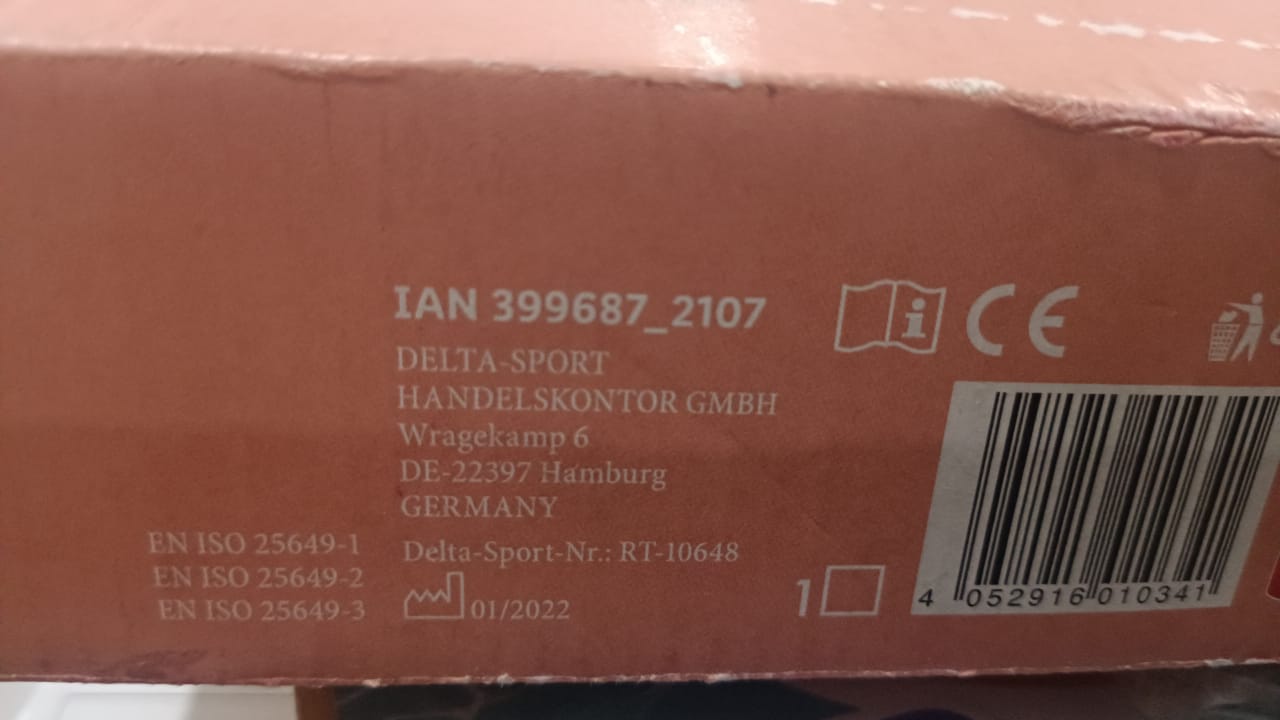 IAN 399687_2107
DELTA-SPORT
HANDELSKONTOR GMBH
Wragekamp 6
DE-22397 Hamburg
GERMANY
Delta-Sport-Nr.: RT-10648
01/2022
EN ISO 25649-1
EN ISO 25649-2
EN ISO 25649-3
i
CE
1
4 052916 010341